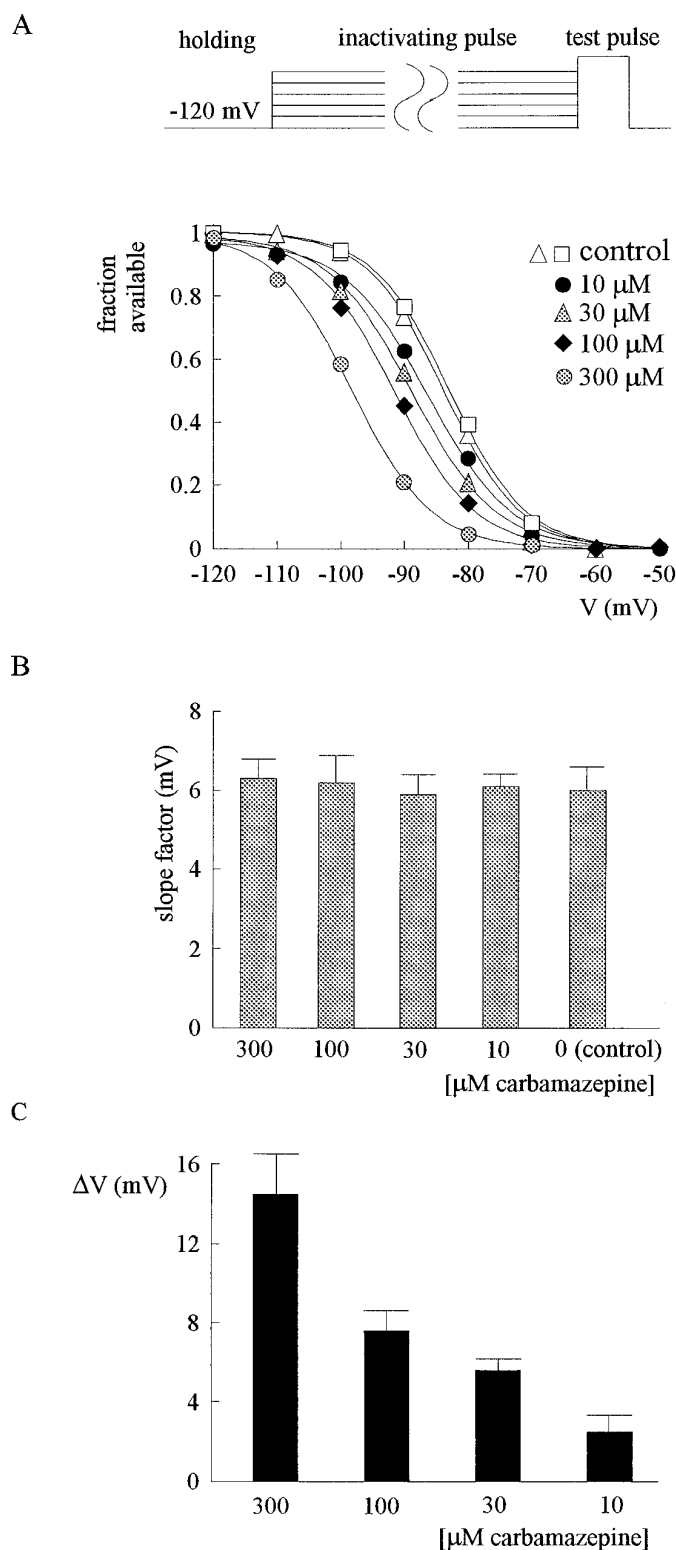 A
holding inactivating pulse test pulse
-120 mV
fraction
available
1
0.8
0.6
0.4
0.2
0
control
10 μM
30 μM
100 μM
300 μM
-120 -110 -100 -90 -80 -70 -60 -50
V (mV)
B
slope factor (mV)
8
6
4
2
0
300 100 30 10 0 (control)
[μM carbamazepine]
C
ΔV (mV)
16
12
8
4
0
300 100 30 10
[μM carbamazepine]